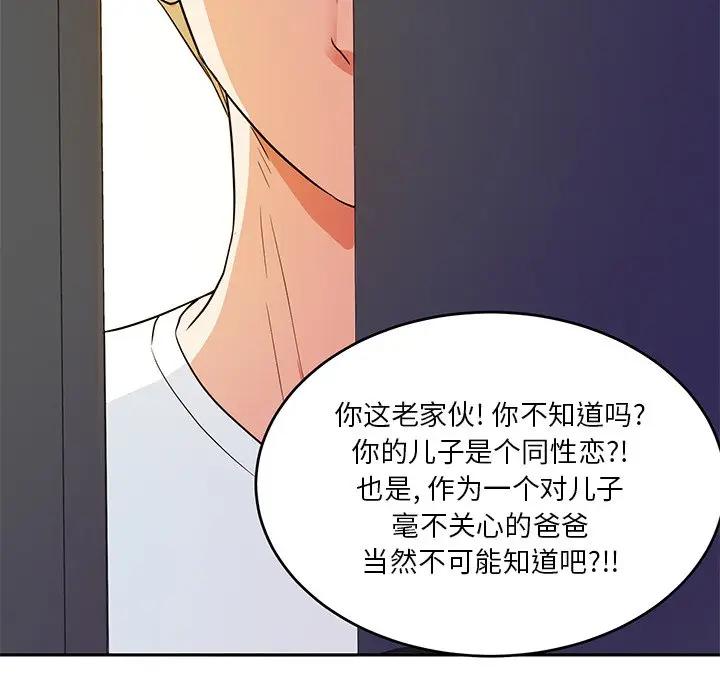 你这老家伙! 你不知道吗?
你的儿子是个同性恋?!
也是, 作为一个对儿子
毫不关心的爸爸
当然不可能知道吧?!!